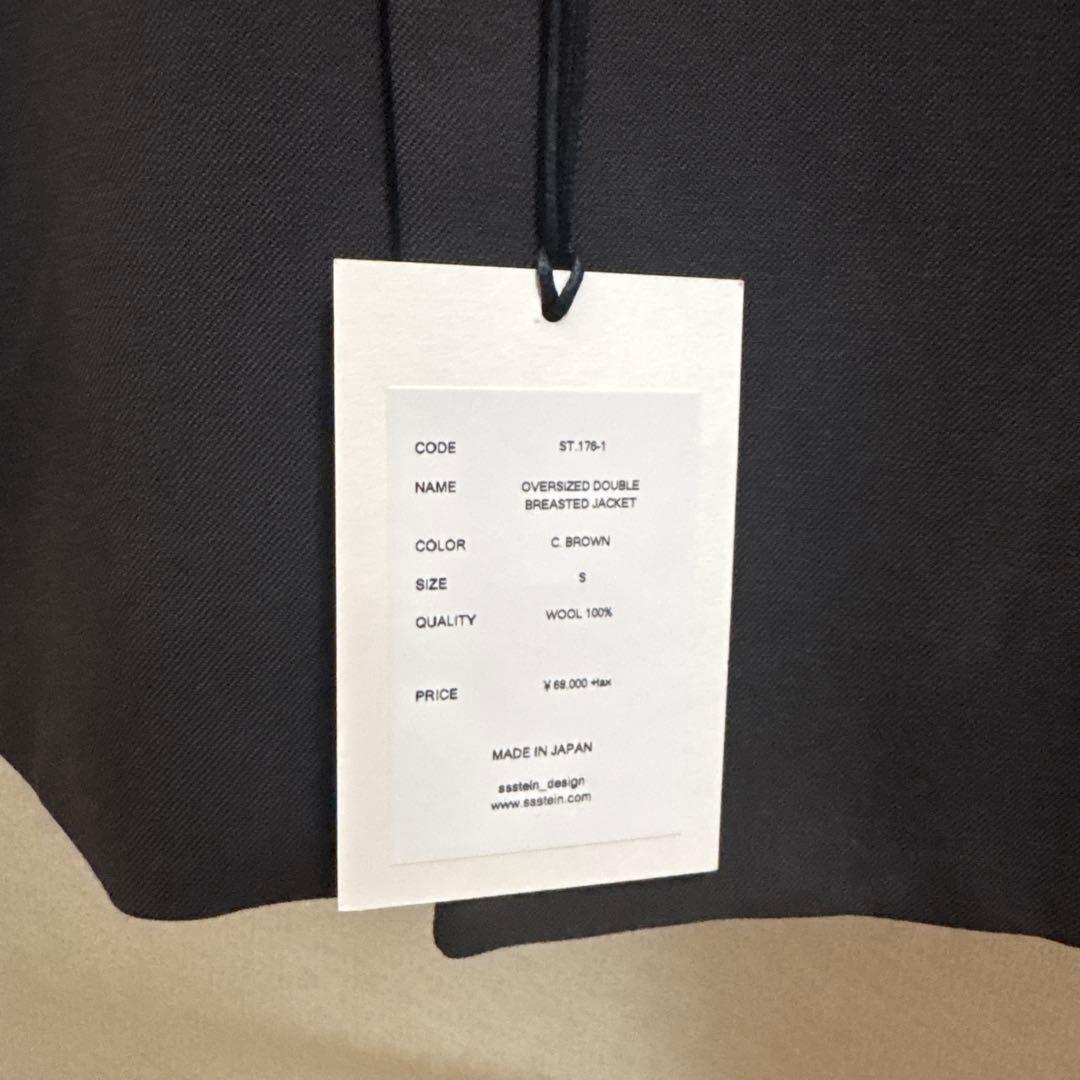 CODE ST.176-1
NAME OVERSIZED DOUBLE
BREASTED JACKET
COLOR C. BROWN
SIZE S
QUALITY WOOL 100%
PRICE ¥ 68.000 +tax
MADE IN JAPAN
ssstein_design
www.ssstein.com